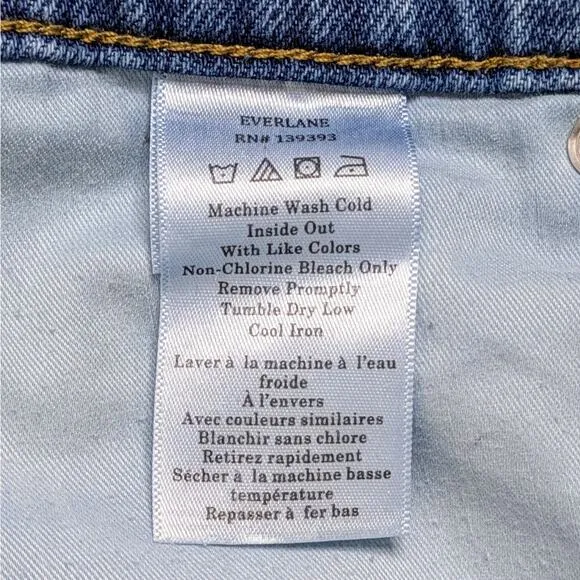 EVERLANE
RN# 139393
Machine Wash Cold
Inside Out
With Like Colors
Non-Chlorine Bleach Only
Remove Promptly
Tumble Dry Low
Cool Iron
Laver à la machine à l'eau
froide
À l'envers
Avec couleurs similaires
Blanchir sans chlore
Retirez rapidement
Sécher à la machine basse
température
Repasser à fer bas